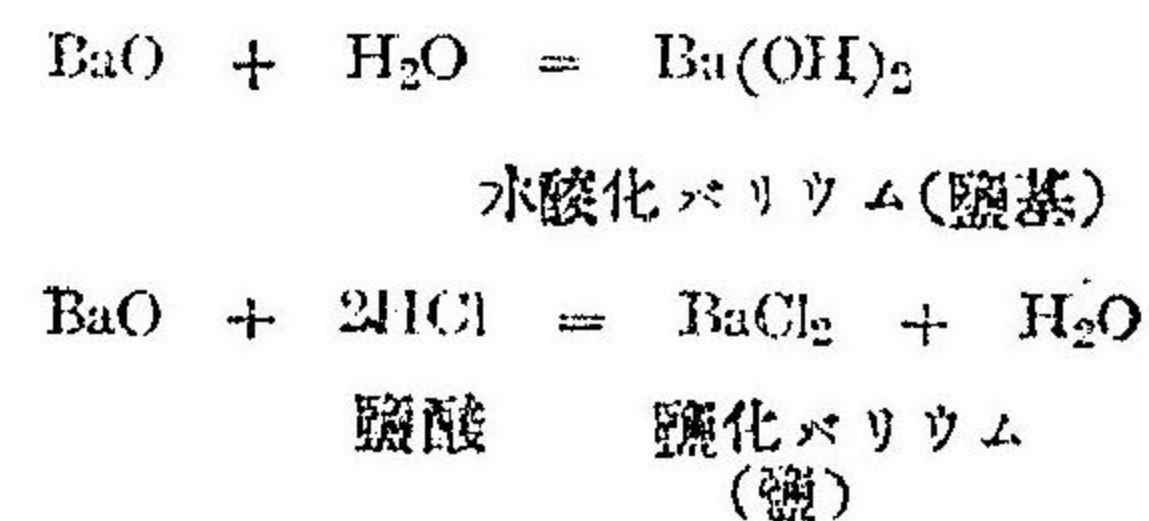 BaO + H₂O = Ba(OH)₂
水酸化バリウム(鹽基)
BaO + 2HCl = BaCl₂ + H₂O
鹽酸 鹽化バリウム
(鹽)